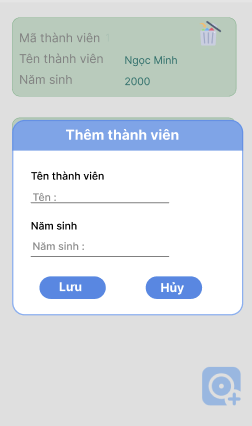 Mã thành viên :
Tên thành viên Ngọc Minh
Năm sinh 2000
Thêm thành viên
Tên thành viên
Tên :
Năm sinh
Năm sinh :
Lưu Hủy